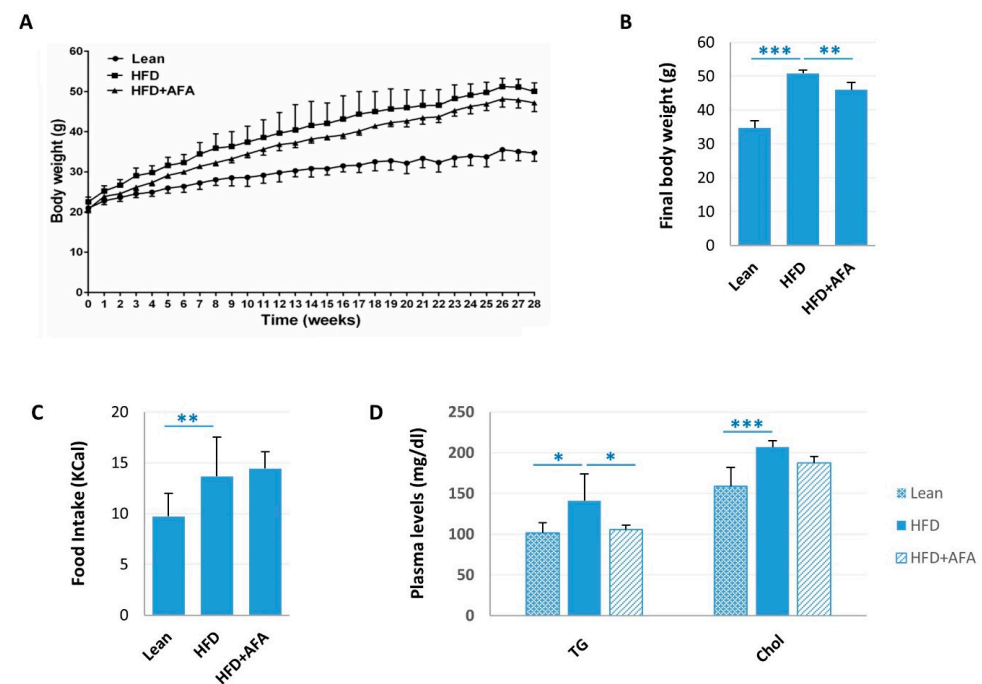 A
Body weight (g)
60
50
40
30
20
10
0
Lean
HFD
HFD+AFA
0 1 2 3 4 5 6 7 8 9 10 11 12 13 14 15 16 17 18 19 20 21 22 23 24 25 26 27 28
Time (weeks)
B
Final body weight (g)
60
50
40
30
20
10
0
*** **
Lean HFD HFD+AFA
C
Food Intake (KCal)
20
15
10
5
0
**
Lean HFD HFD+AFA
D
Plasma levels (mg/dl)
250
200
150
100
50
0
* * ***
TG Chol
Lean
HFD
HFD+AFA